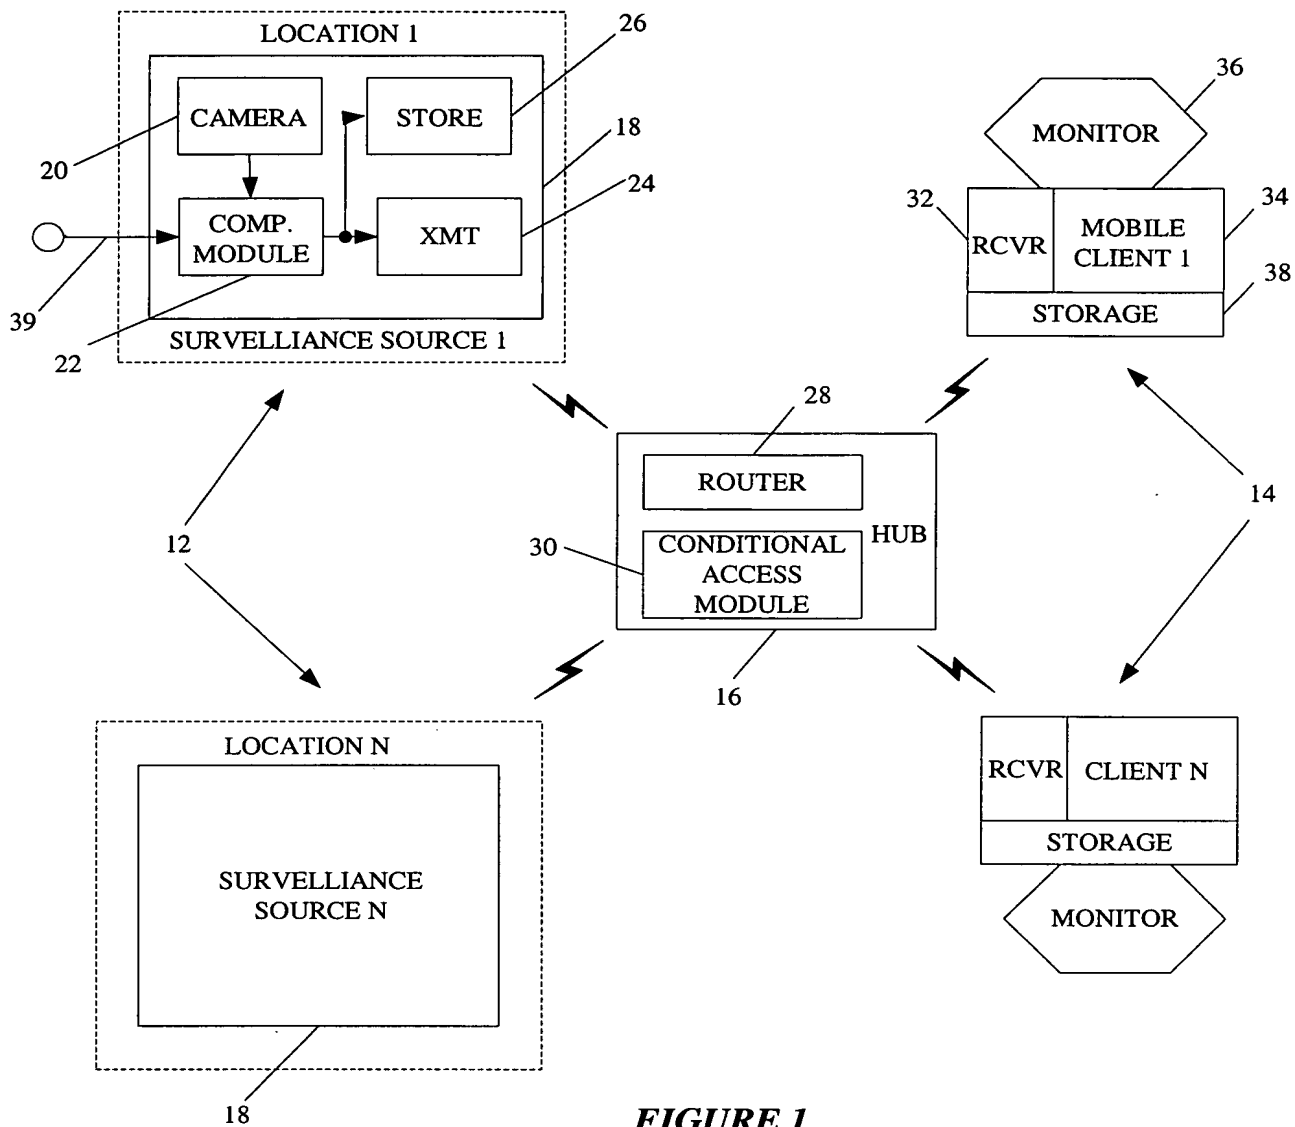 LOCATION 1
26
CAMERA
STORE
18
20
24
COMP.
MODULE
XMT
39
22
SURVELLIANCE SOURCE 1
36
MONITOR
32
34
RCVR
MOBILE
CLIENT 1
38
STORAGE
28
ROUTER
HUB
30
CONDITIONAL
ACCESS
MODULE
16
12
14
LOCATION N
SURVELLIANCE
SOURCE N
18
RCVR
CLIENT N
STORAGE
MONITOR
FIGURE 1